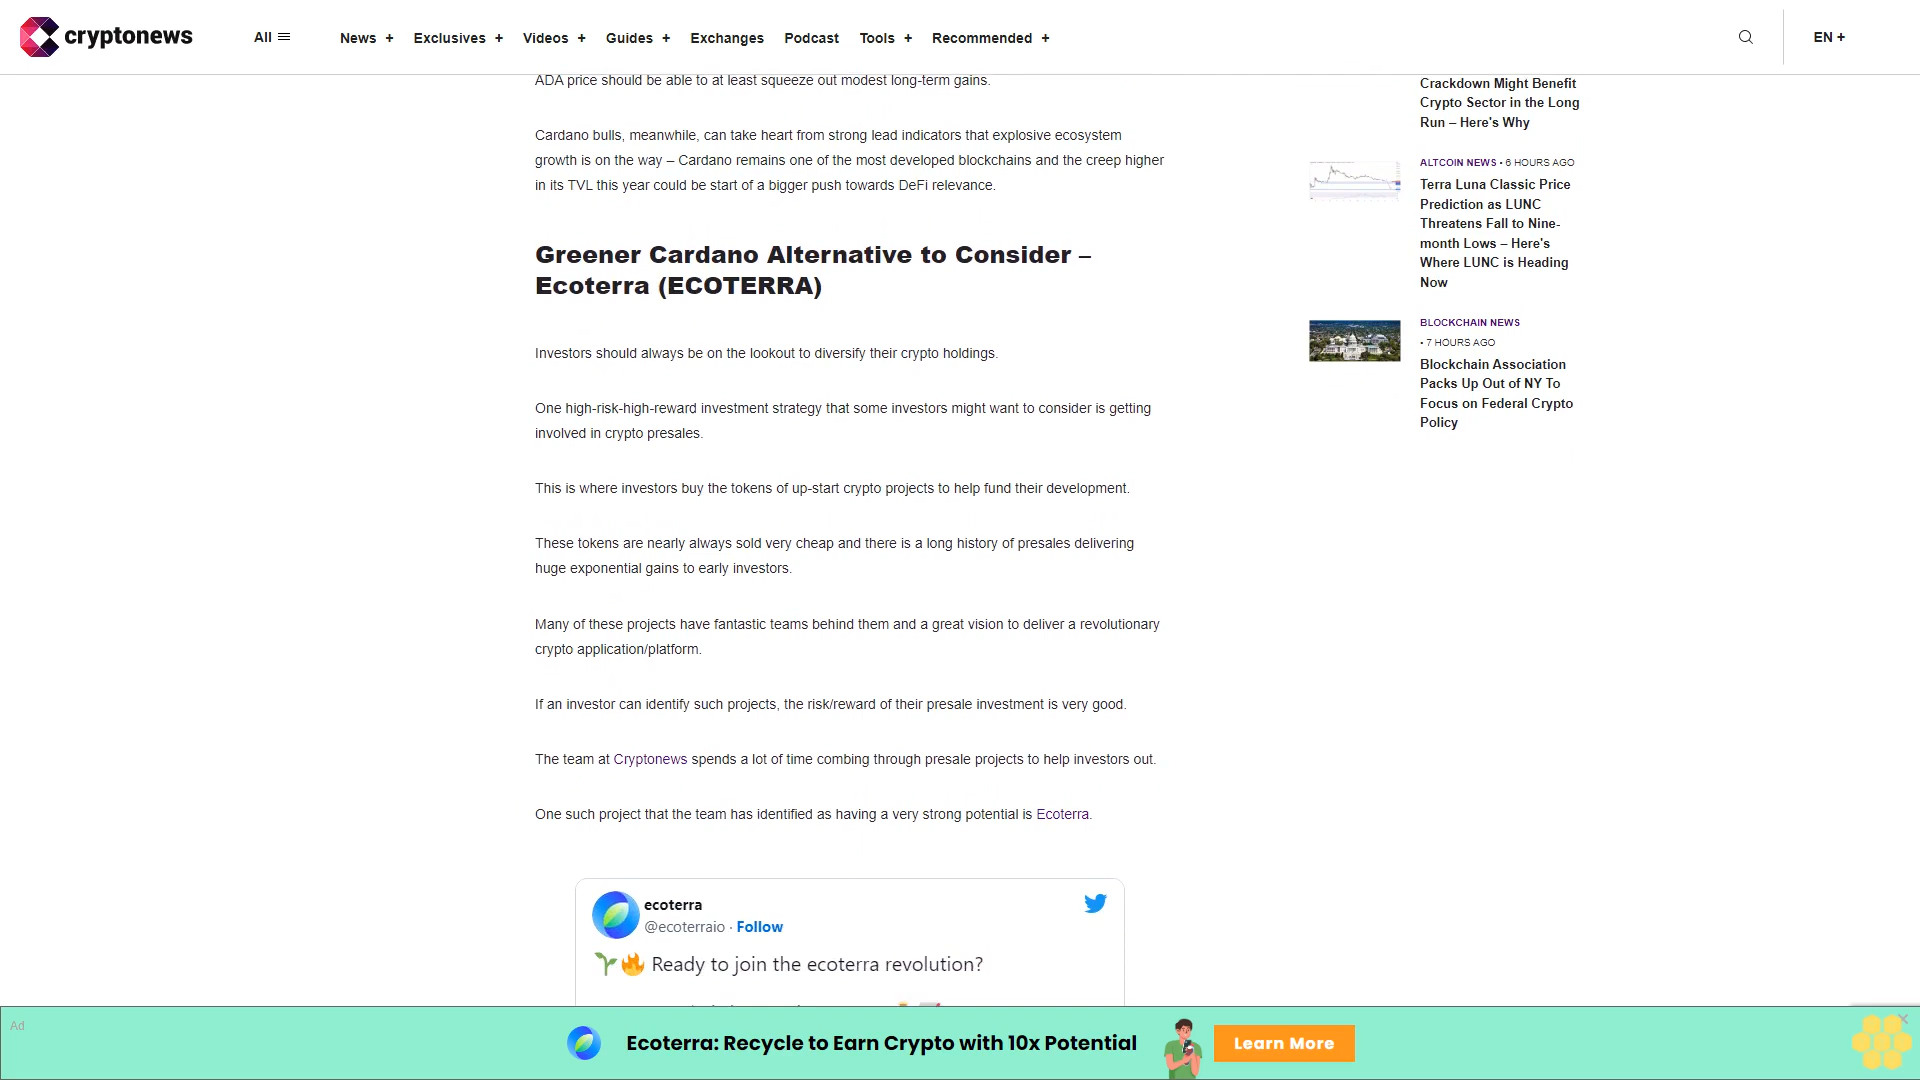 cryptonews
All
News +
Exclusives +
Videos +
Guides +
Exchanges
Podcast
Tools +
Recommended +
EN +
ADA price should be able to at least squeeze out modest long-term gains.
Cardano bulls, meanwhile, can take heart from strong lead indicators that explosive ecosystem
growth is on the way – Cardano remains one of the most developed blockchains and the creep higher
in its TVL this year could be start of a bigger push towards DeFi relevance.
Greener Cardano Alternative to Consider –
Ecoterra (ECOTERRA)
Investors should always be on the lookout to diversify their crypto holdings.
One high-risk-high-reward investment strategy that some investors might want to consider is getting
involved in crypto presales.
This is where investors buy the tokens of up-start crypto projects to help fund their development.
These tokens are nearly always sold very cheap and there is a long history of presales delivering
huge exponential gains to early investors.
Many of these projects have fantastic teams behind them and a great vision to deliver a revolutionary
crypto application/platform.
If an investor can identify such projects, the risk/reward of their presale investment is very good.
The team at Cryptonews spends a lot of time combing through presale projects to help investors out.
One such project that the team has identified as having a very strong potential is Ecoterra.
ecoterra
@ecoterraio · Follow
Ready to join the ecoterra revolution?
Crackdown Might Benefit
Crypto Sector in the Long
Run – Here's Why
ALTCOIN NEWS • 6 HOURS AGO
Terra Luna Classic Price
Prediction as LUNC
Threatens Fall to Nine-
month Lows – Here's
Where LUNC is Heading
Now
BLOCKCHAIN NEWS
• 7 HOURS AGO
Blockchain Association
Packs Up Out of NY To
Focus on Federal Crypto
Policy
Ad
Ecoterra: Recycle to Earn Crypto with 10x Potential
Learn More